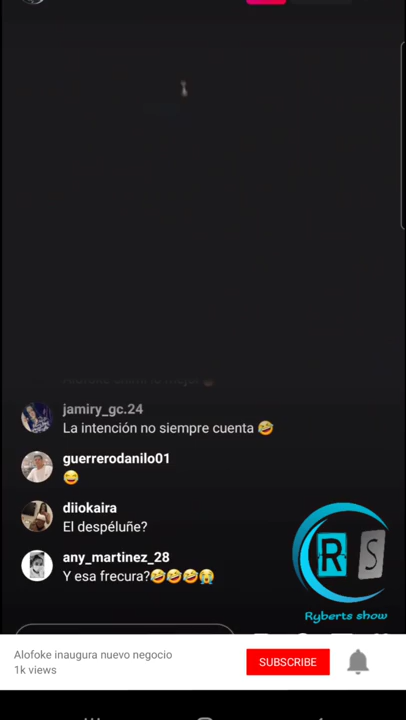 jamiry_gc.24
La intención no siempre cuenta 🤣
guerrerodanilo01
😅
diiokaira
El despéluñe?
any_martinez_28
Y esa frecura?🤣🤣🤣😭
RS
Ryberts show
Alofoke inaugura nuevo negocio
1k views
SUBSCRIBE